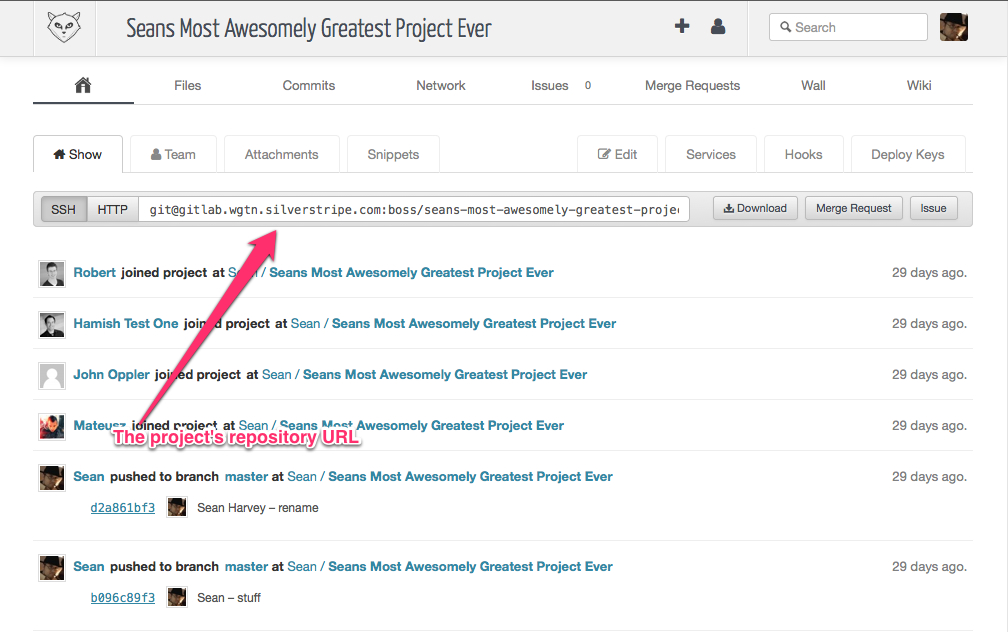 Seans Most Awesomely Greatest Project Ever
Search
Files Commits Network Issues 0 Merge Requests Wall Wiki
Show Team Attachments Snippets Edit Services Hooks Deploy Keys
SSH HTTP git@gitlab.wgtn.silverstripe.com:boss/seans-most-awesomely-greatest-proje Download Merge Request Issue
Robert joined project at Sean / Seans Most Awesomely Greatest Project Ever 29 days ago.
Hamish Test One joined project at Sean / Seans Most Awesomely Greatest Project Ever 29 days ago.
John Oppler joined project at Sean / Seans Most Awesomely Greatest Project Ever 29 days ago.
Mateusz joined project at Sean / Seans Most Awesomely Greatest Project Ever 29 days ago.
The project's repository URL
Sean pushed to branch master at Sean / Seans Most Awesomely Greatest Project Ever 29 days ago.
d2a861bf3 Sean Harvey – rename
Sean pushed to branch master at Sean / Seans Most Awesomely Greatest Project Ever 29 days ago.
b096c89f3 Sean – stuff